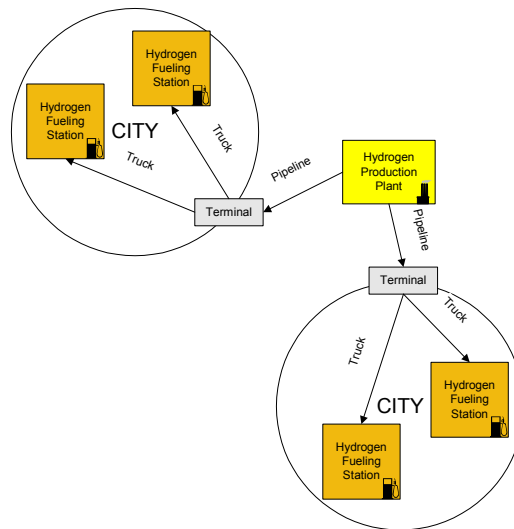 Hydrogen
Fueling
Station
Hydrogen
Fueling
Station
CITY
Truck
Truck
Terminal
Pipeline
Hydrogen
Production
Plant
Pipeline
Terminal
Truck
Truck
Hydrogen
Fueling
Station
CITY
Hydrogen
Fueling
Station